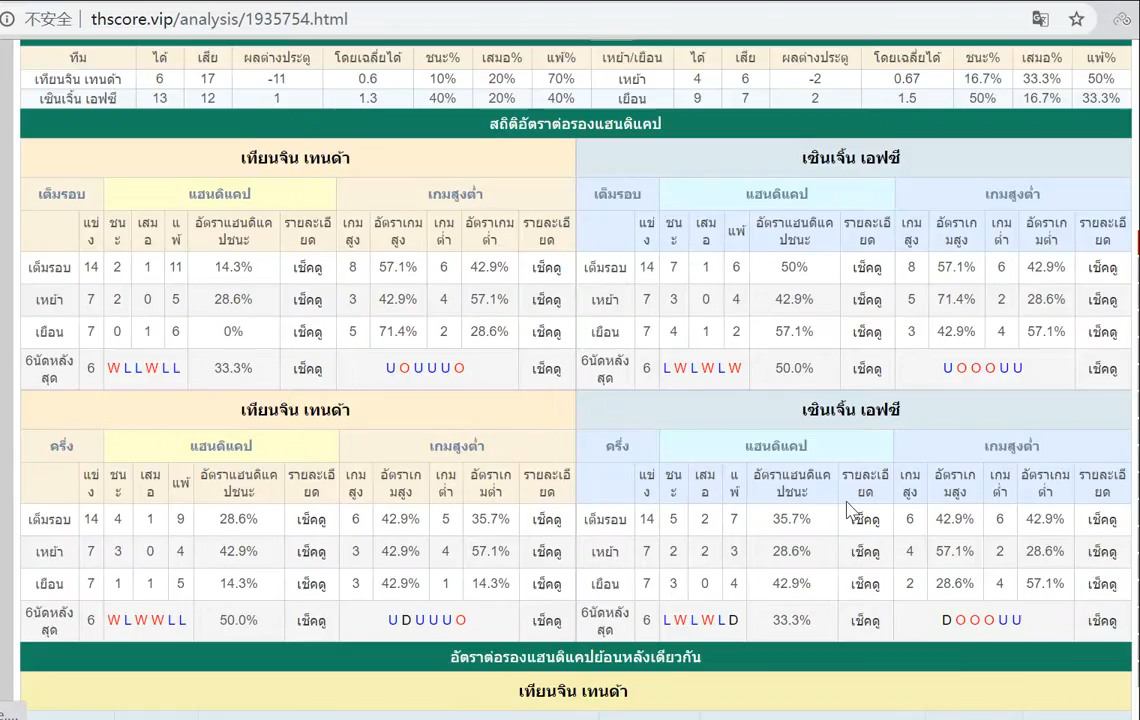 不安全 thscore.vip/analysis/1935754.html
ทีม ได้ เสีย ผลต่างประตู โดยเฉลี่ยได้ ชนะ% เสมอ% แพ้% เหย้า/เยือน ได้ เสีย ผลต่างประตู โดยเฉลี่ยได้ ชนะ% เสมอ% แพ้%
เทียนจิน เทนด้า 6 17 -11 0.6 10% 20% 70% เหย้า 4 6 -2 0.67 16.7% 33.3% 50%
เซินเจิ้น เอฟซี 13 12 1 1.3 40% 20% 40% เยือน 9 7 2 1.5 50% 16.7% 33.3%
สถิติอัตราต่อรองแฮนดิแคป
เทียนจิน เทนด้า เซินเจิ้น เอฟซี
เต็มรอบ แฮนดิแคป เกมสูงต่ำ เต็มรอบ แฮนดิแคป เกมสูงต่ำ
แข่ ชน เสม แ อัตราแฮนดิแค รายละเอี เกม อัตราเกม เกม อัตราเกม รายละเอี แข่ ชน เสม แพ้ อัตราแฮนดิแค รายละเอี เกม อัตราเก เกม อัตราเก รายละเอี
ง ะ อ พ้ ปชนะ ยด สูง สูง ต่ำ ต่ำ ยด ง ะ อ ปชนะ ยด สูง มสูง ต่ำ มต่ำ ยด
เต็มรอบ 14 2 1 11 14.3% เช็คดู 8 57.1% 6 42.9% เช็คดู เต็มรอบ 14 7 1 6 50% เช็คดู 8 57.1% 6 42.9% เช็คดู
เหย้า 7 2 0 5 28.6% เช็คดู 3 42.9% 4 57.1% เช็คดู เหย้า 7 3 0 4 42.9% เช็คดู 5 71.4% 2 28.6% เช็คดู
เยือน 7 0 1 6 0% เช็คดู 5 71.4% 2 28.6% เช็คดู เยือน 7 4 1 2 57.1% เช็คดู 3 42.9% 4 57.1% เช็คดู
6นัดหลัง 6 W L L W L L 33.3% เช็คดู U O U U U O เช็คดู 6นัดหลัง 6 L W L W L W 50.0% เช็คดู U O O O U U เช็คดู
สุด สุด
เทียนจิน เทนด้า เซินเจิ้น เอฟซี
ครึ่ง แฮนดิแคป เกมสูงต่ำ ครึ่ง แฮนดิแคป เกมสูงต่ำ
แข่ ชน เสม แพ้ อัตราแฮนดิแค รายละเอี เกม อัตราเก เกม อัตราเก รายละเอี แข่ ชน เสม แ อัตราแฮนดิแค รายละเอี เกม อัตราเก เกม อัตราเกม รายละเอี
ง ะ อ ปชนะ ยด สูง มสูง ต่ำ มต่ำ ยด ง ะ อ พ้ ปชนะ ยด สูง มสูง ต่ำ ต่ำ ยด
เต็มรอบ 14 4 1 9 28.6% เช็คดู 6 42.9% 5 35.7% เช็คดู เต็มรอบ 14 5 2 7 35.7% เช็คดู 6 42.9% 6 42.9% เช็คดู
เหย้า 7 3 0 4 42.9% เช็คดู 3 42.9% 4 57.1% เช็คดู เหย้า 7 2 2 3 28.6% เช็คดู 4 57.1% 2 28.6% เช็คดู
เยือน 7 1 1 5 14.3% เช็คดู 3 42.9% 1 14.3% เช็คดู เยือน 7 3 0 4 42.9% เช็คดู 2 28.6% 4 57.1% เช็คดู
6นัดหลัง 6 W L W W L L 50.0% เช็คดู U D U U U O เช็คดู 6นัดหลัง 6 L W L W L D 33.3% เช็คดู D O O O U U เช็คดู
สุด สุด
อัตราต่อรองแฮนดิแคปย้อนหลังเดียวกัน
เทียนจิน เทนด้า